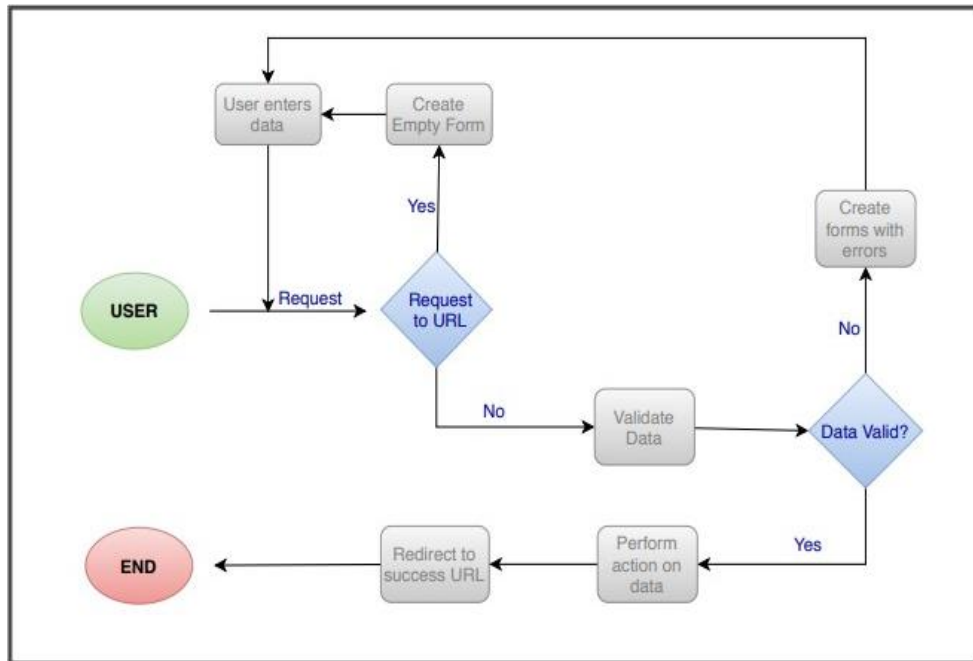 User enters
data
Create
Empty Form
Yes
Create
forms with
errors
USER
Request
Request
to URL
No
No
Validate
Data
Data Valid?
END
Redirect to
success URL
Perform
action on
data
Yes